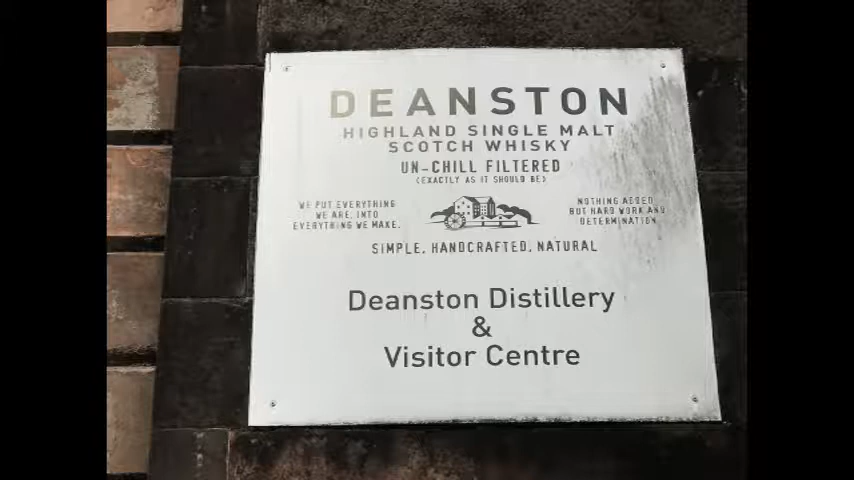 DEANSTON
HIGHLAND SINGLE MALT
SCOTCH WHISKY
UN-CHILL FILTERED
(EXACTLY AS IT SHOULD BE)
WE PUT EVERYTHING
WE ARE, INTO
EVERYTHING WE MAKE.
NOTHING ADDED
BUT HARD WORK AND
DETERMINATION
SIMPLE, HANDCRAFTED, NATURAL
Deanston Distillery
&
Visitor Centre